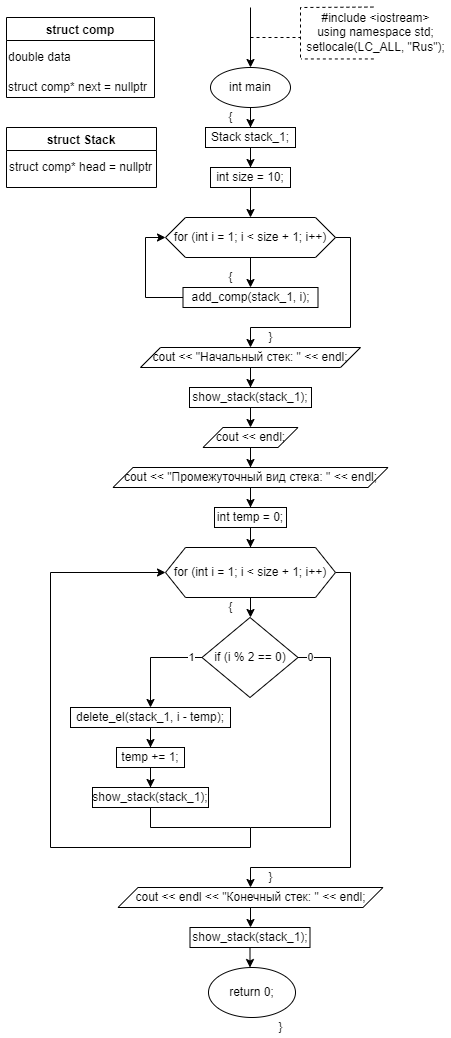 #include <iostream>
using namespace std;
setlocale(LC_ALL, "Rus");
struct comp
double data
struct comp* next = nullptr
struct Stack
struct comp* head = nullptr
int main
{
Stack stack_1;
int size = 10;
for (int i = 1; i < size + 1; i++)
{
add_comp(stack_1, i);
}
cout << "Начальный стек: " << endl;
show_stack(stack_1);
cout << endl;
cout << "Промежуточный вид стека: " << endl;
int temp = 0;
for (int i = 1; i < size + 1; i++)
{
1
if (i % 2 == 0)
0
delete_el(stack_1, i - temp);
temp += 1;
show_stack(stack_1);
}
cout << endl << "Конечный стек: " << endl;
show_stack(stack_1);
return 0;
}